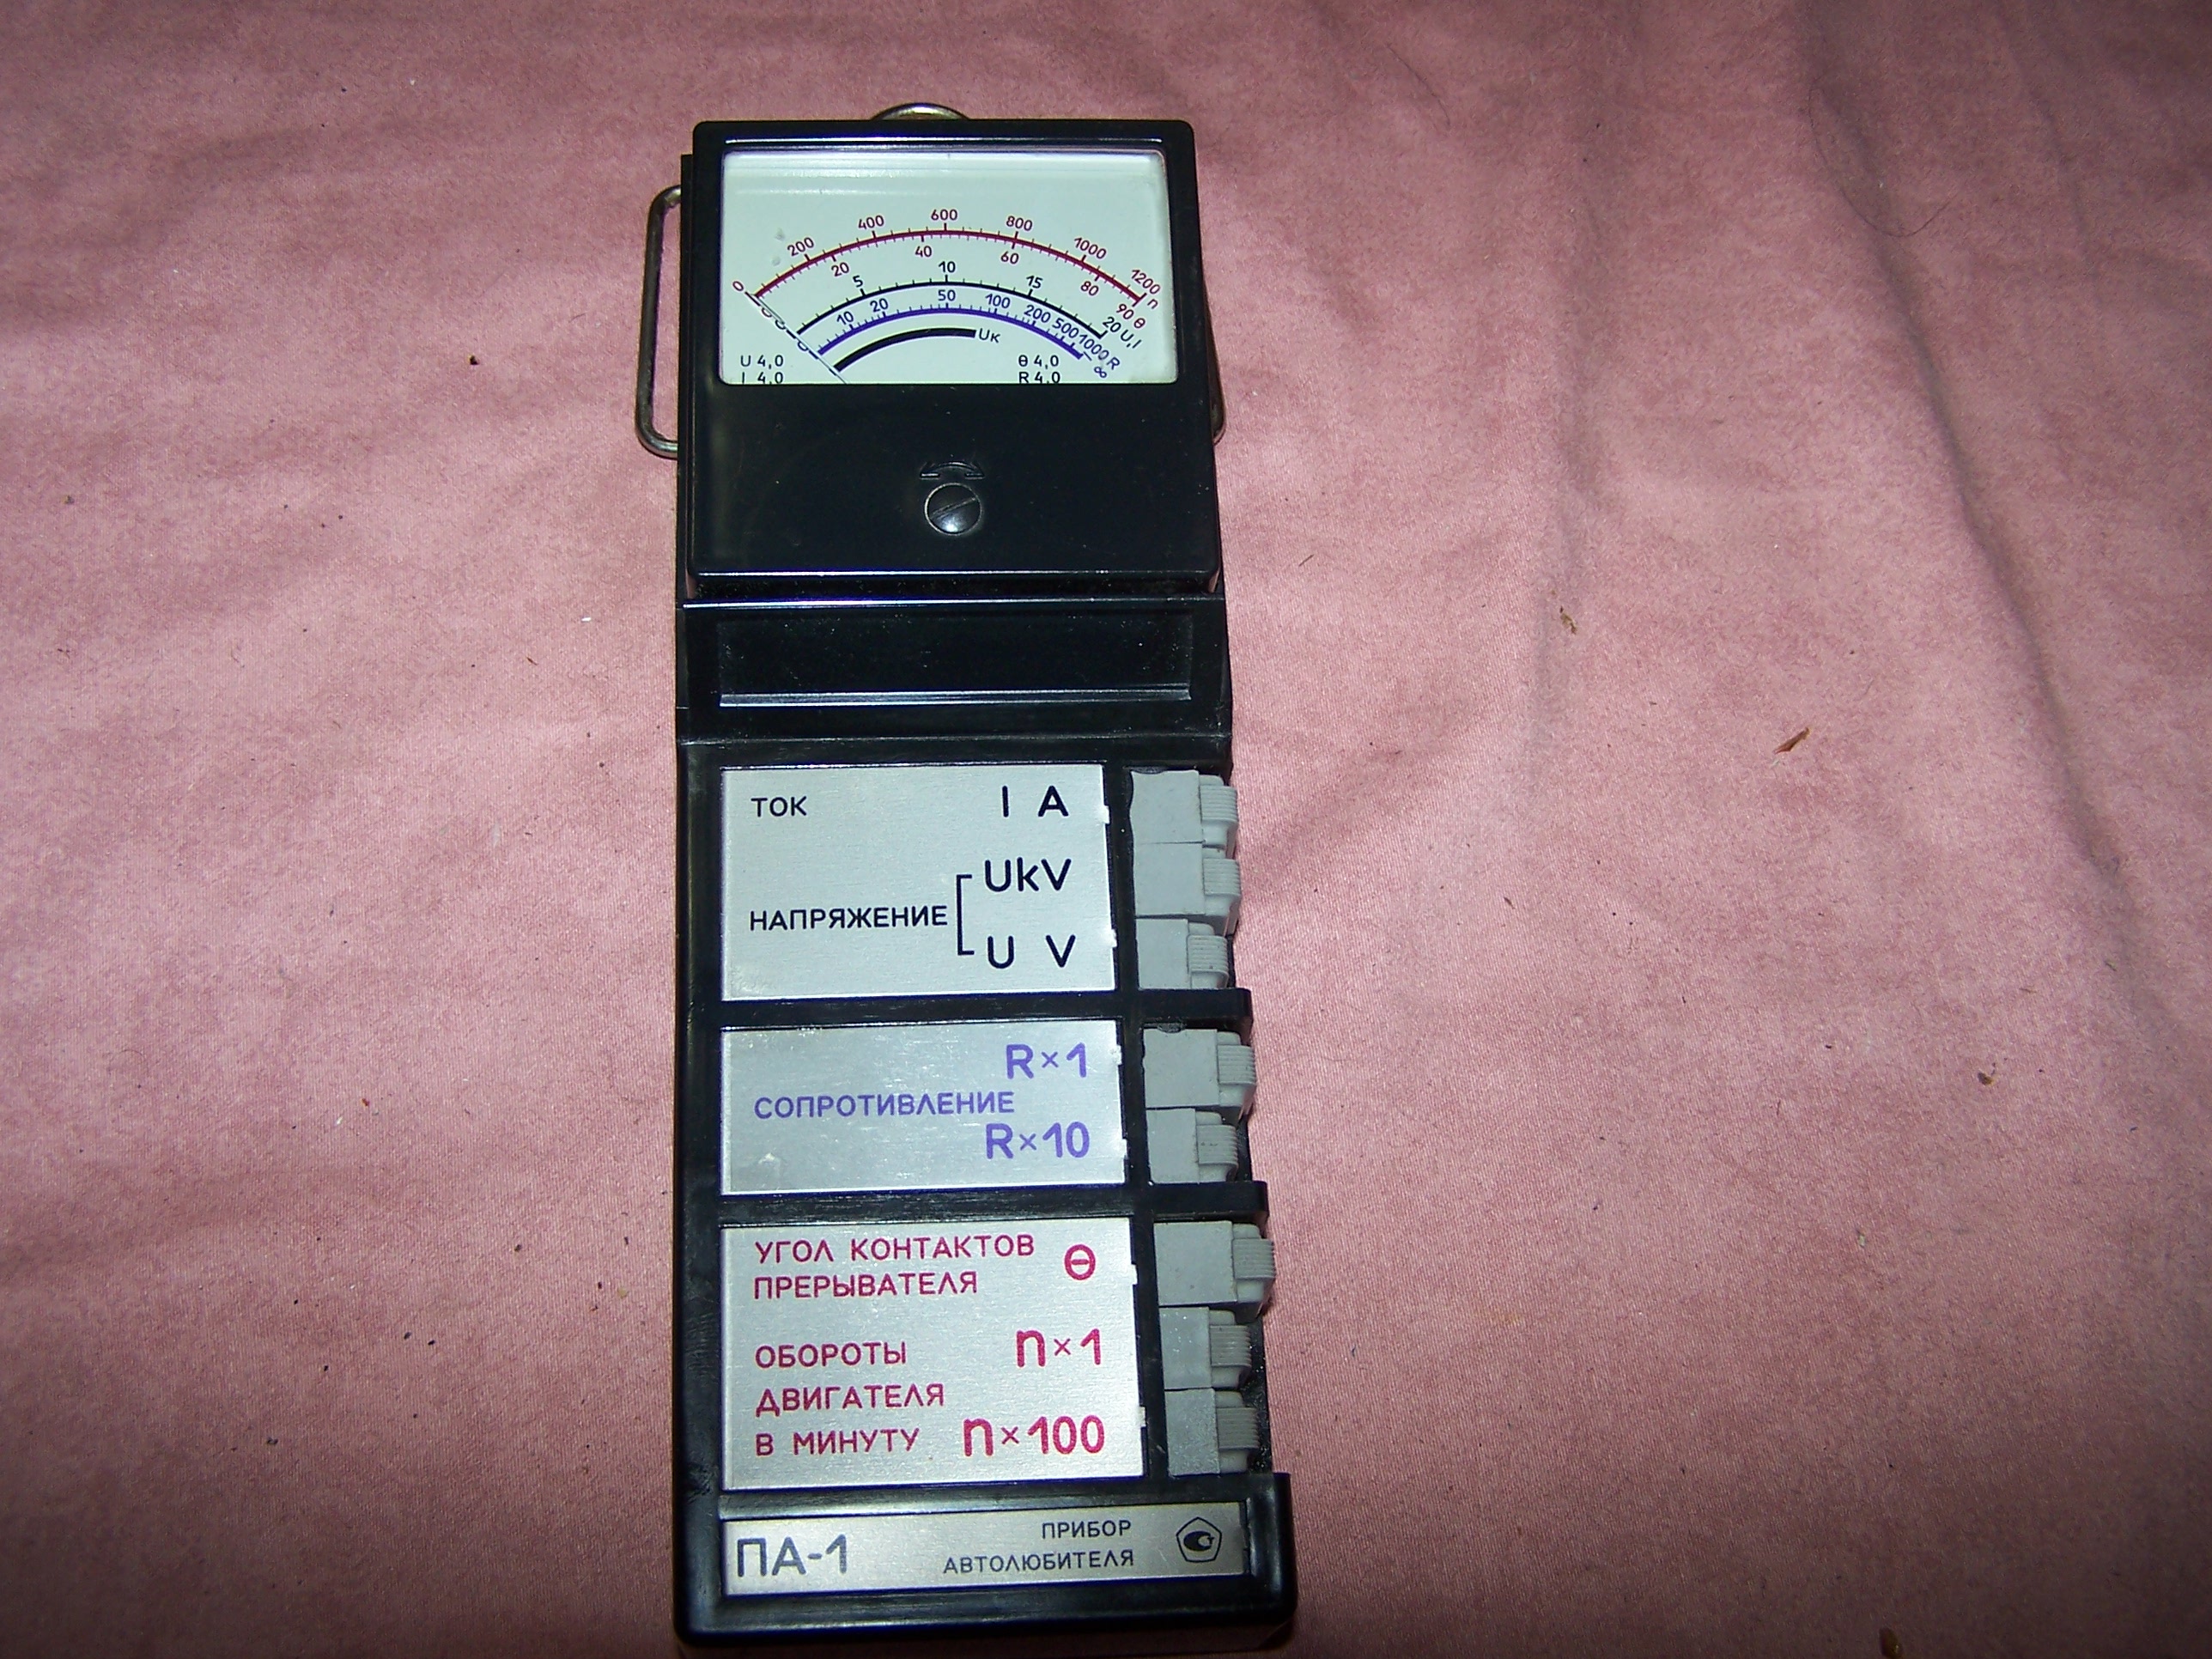 0 200 400 600 800 1000 1200 n
20 40 60 80 90 θ
5 10 15 20 U,I
10 20 50 100 200 500 1000 R
∞
Uк
U 4,0 θ 4,0
I 4,0 R 4,0
ТОК I A
UkV
НАПРЯЖЕНИЕ
U V
R×1
СОПРОТИВЛЕНИЕ
R×10
УГОЛ КОНТАКТОВ θ
ПРЕРЫВАТЕЛЯ
ОБОРОТЫ n×1
ДВИГАТЕЛЯ
В МИНУТУ n×100
ПА-1
ПРИБОР
АВТОЛЮБИТЕЛЯ